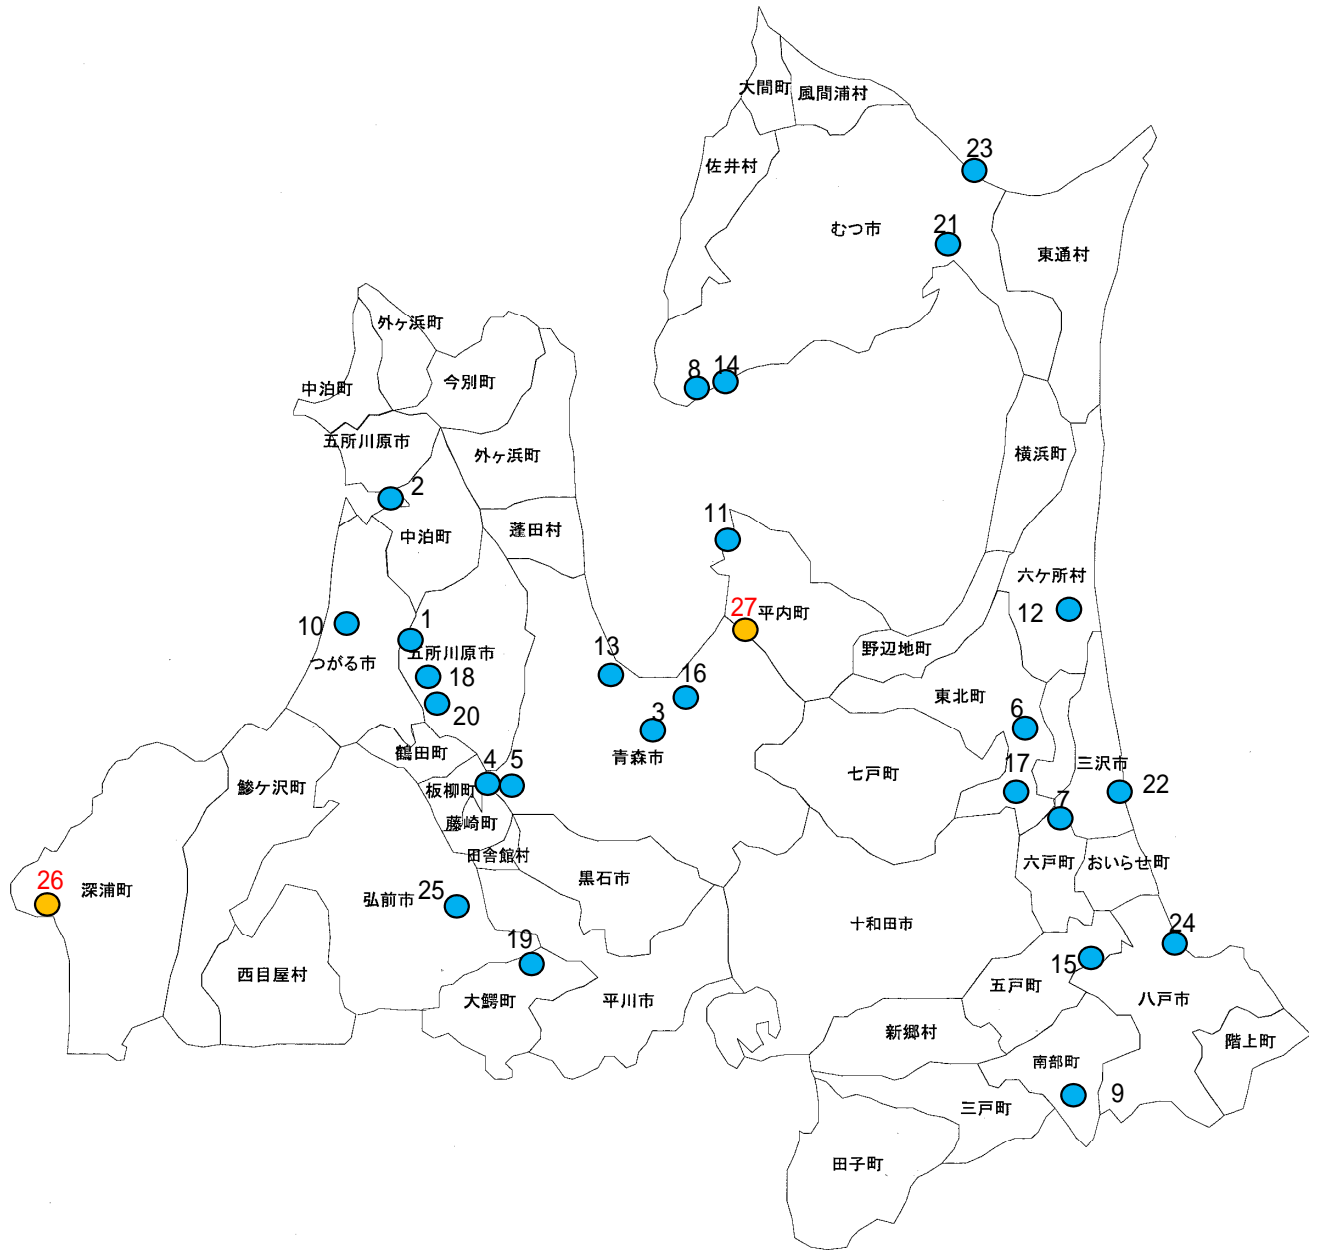 大間町
風間浦村
23
佐井村
むつ市
21
東通村
外ヶ浜町
8
14
中泊町
今別町
五所川原市
外ヶ浜町
横浜町
2
11
中泊町
蓬田村
六ケ所村
27
平内町
12
10
1
13
つがる市
五所川原市
野辺地町
18
16
東北町
20
3
6
鶴田町
青森市
4
5
17
七戸町
三沢市
22
鰺ケ沢町
板柳町
7
藤崎町
田舎館村
六戸町
おいらせ町
26
深浦町
黒石市
弘前市
25
十和田市
24
19
15
西目屋村
大鰐町
平川市
五戸町
八戸市
新郷村
階上町
南部町
9
三戸町
田子町